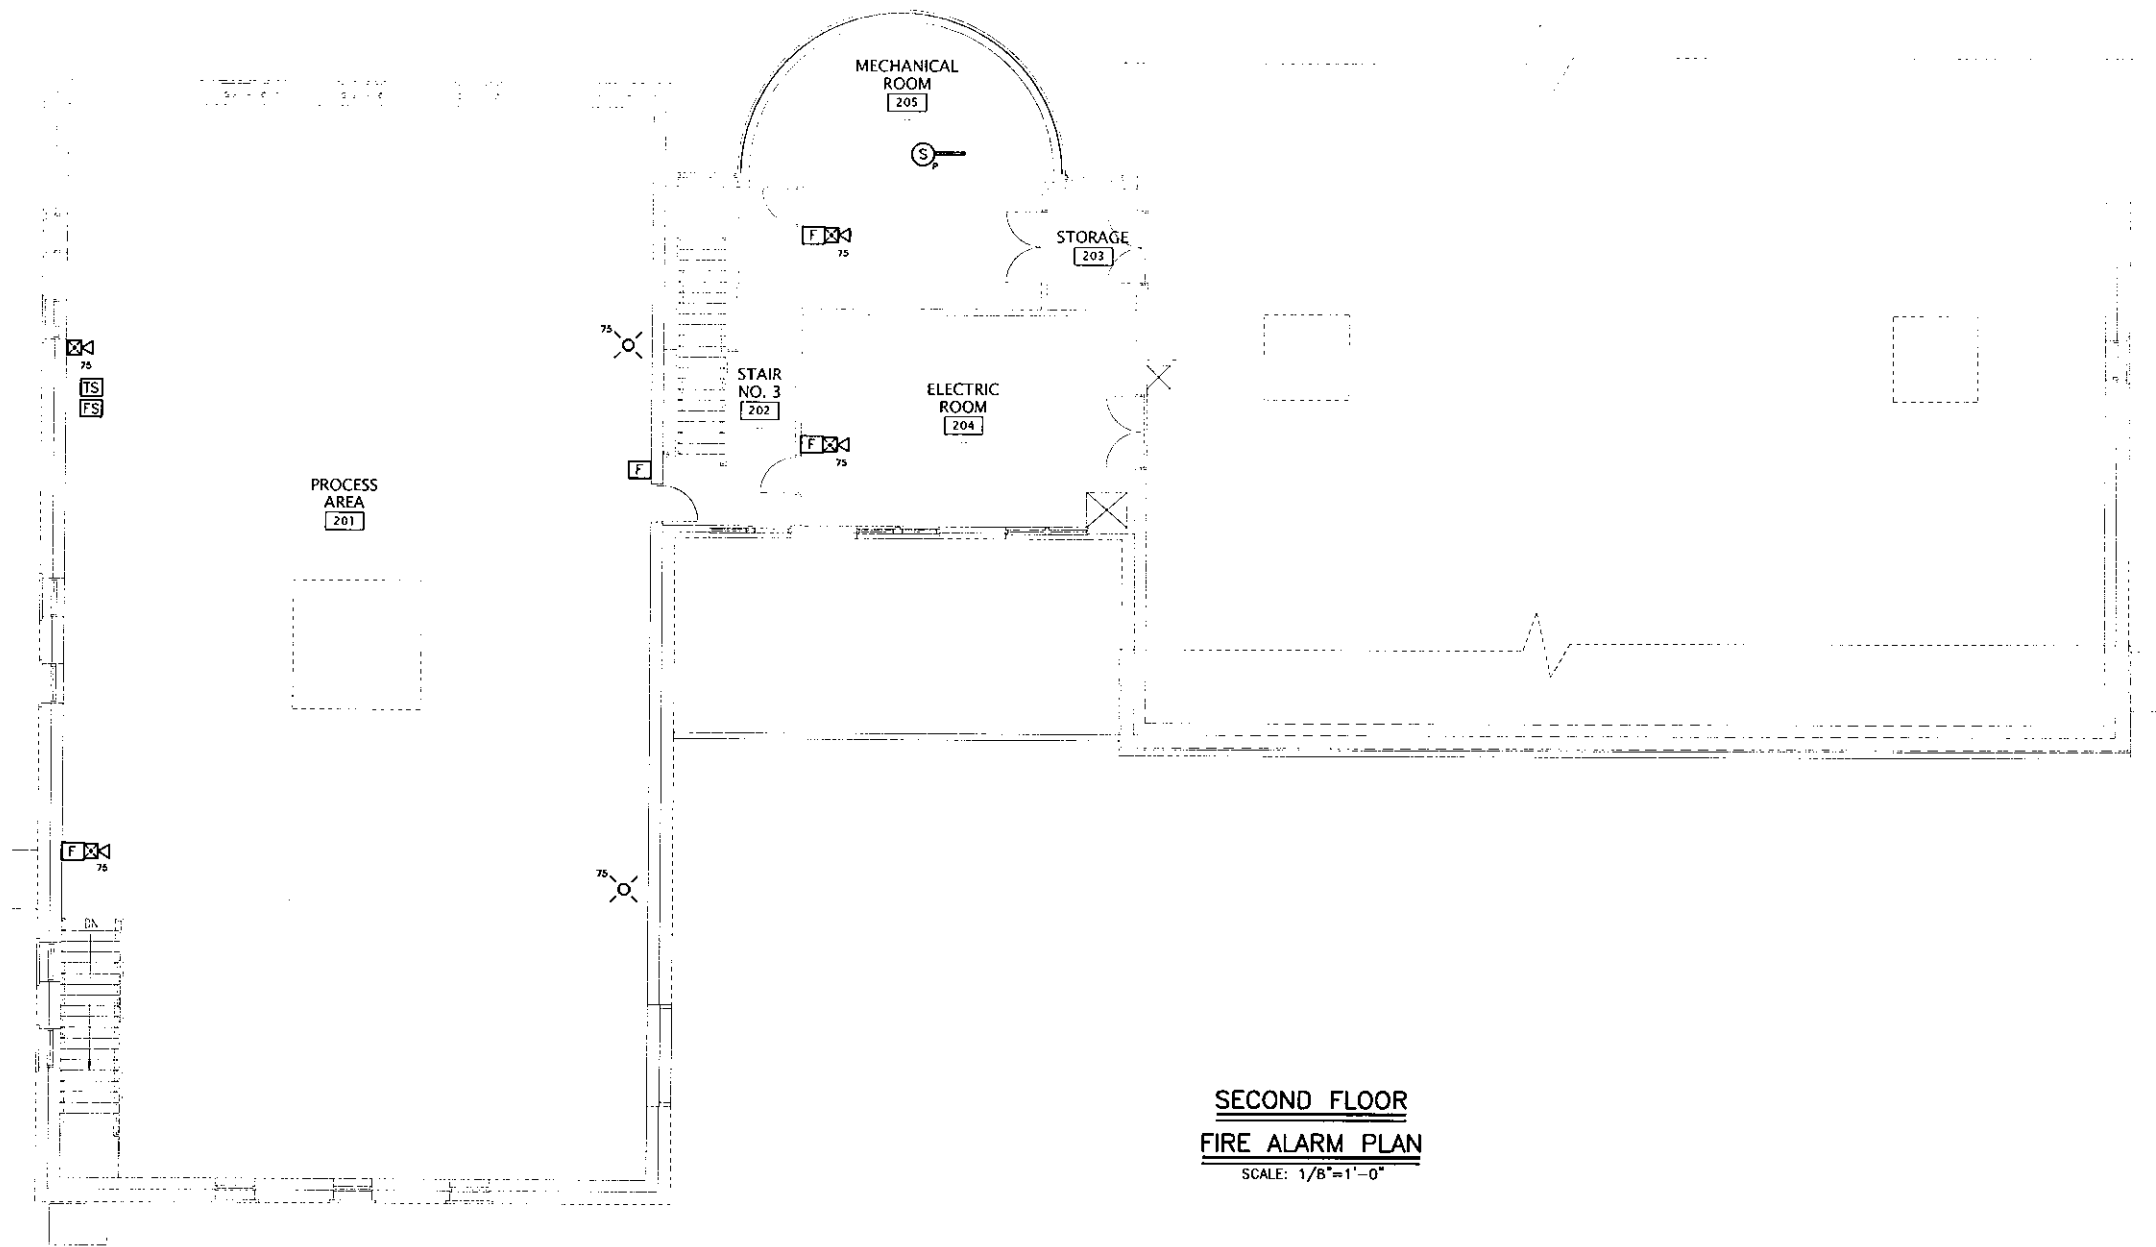 MECHANICAL
ROOM
205
S
P
F
75
STORAGE
203
75
75
TS
FS
STAIR
NO. 3
202
ELECTRIC
ROOM
204
F
75
F
PROCESS
AREA
201
F
75
75
DN
SECOND FLOOR
FIRE ALARM PLAN
SCALE: 1/8"=1'-0"